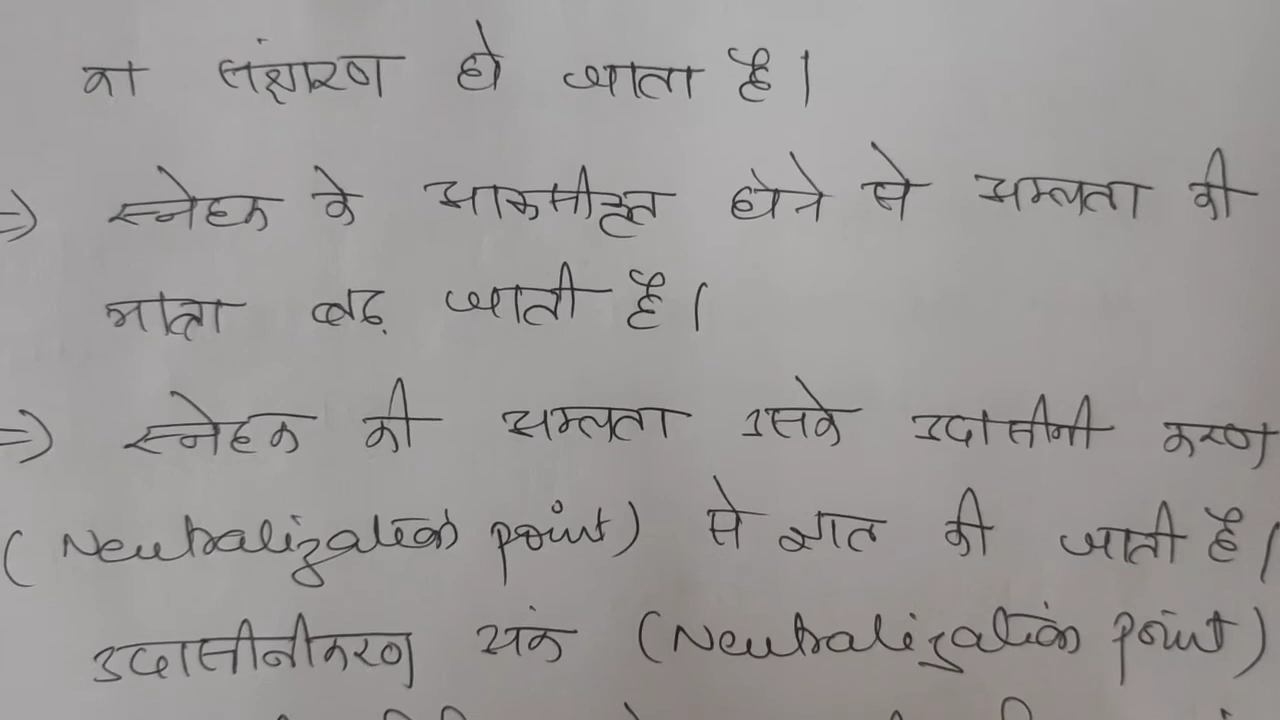 का संक्षारण हो जाता है।
⇒ स्नेहक के आक्सीकृत होने से अम्लता की
मात्रा बढ़ जाती है।
⇒ स्नेहक की अम्लता उसके उदासीनी करण
(Neutralization point) से ज्ञात की जाती है।
उदासीनीकरण अंक (Neutralization point)